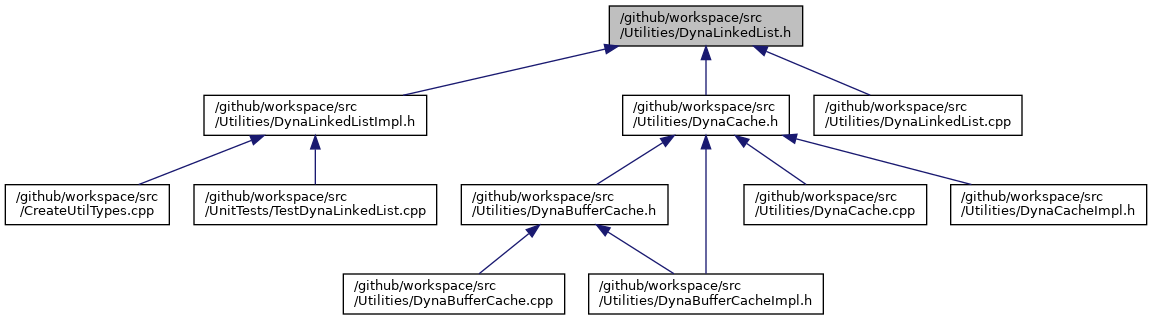 /github/workspace/src
/Utilities/DynaLinkedList.h
/github/workspace/src
/Utilities/DynaLinkedListImpl.h
/github/workspace/src
/Utilities/DynaCache.h
/github/workspace/src
/Utilities/DynaLinkedList.cpp
/github/workspace/src
/CreateUtilTypes.cpp
/github/workspace/src
/UnitTests/TestDynaLinkedList.cpp
/github/workspace/src
/Utilities/DynaBufferCache.h
/github/workspace/src
/Utilities/DynaCache.cpp
/github/workspace/src
/Utilities/DynaCacheImpl.h
/github/workspace/src
/Utilities/DynaBufferCache.cpp
/github/workspace/src
/Utilities/DynaBufferCacheImpl.h